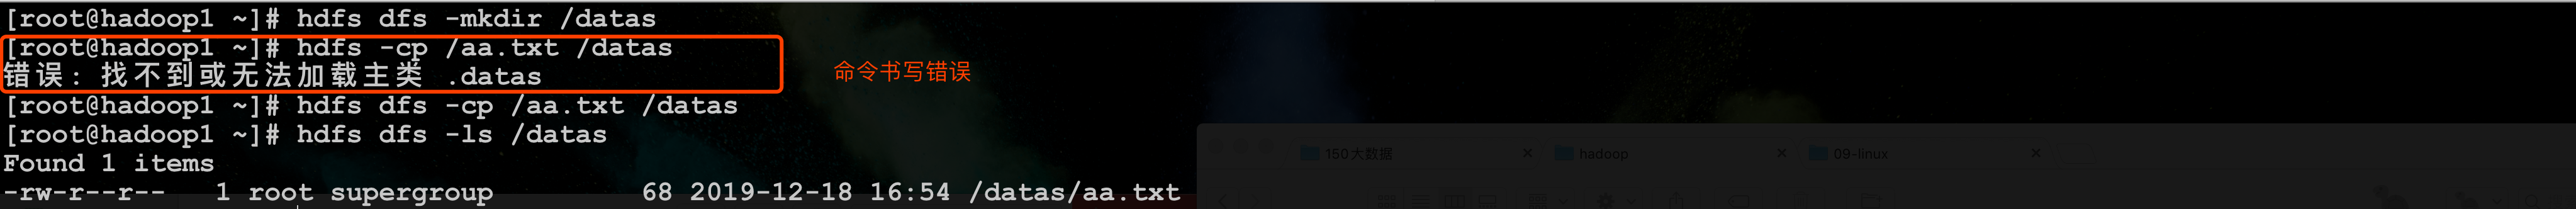 [root@hadoop1 ~]# hdfs dfs -mkdir /datas
[root@hadoop1 ~]# hdfs -cp /aa.txt /datas
错误: 找不到或无法加载主类 .datas
命令书写错误
[root@hadoop1 ~]# hdfs dfs -cp /aa.txt /datas
[root@hadoop1 ~]# hdfs dfs -ls /datas
Found 1 items
150大数据 × hadoop × 09-linux ×
-rw-r--r--   1 root supergroup         68 2019-12-18 16:54 /datas/aa.txt